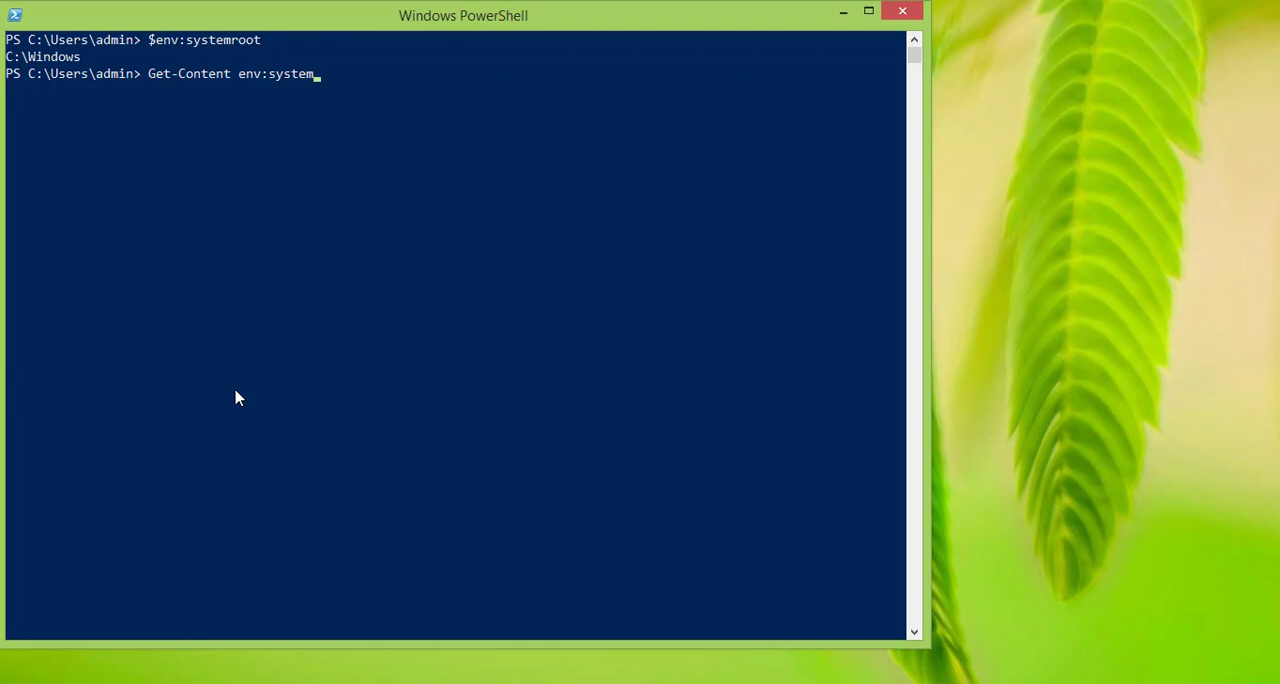 Windows PowerShell
PS C:\Users\admin> $env:systemroot
C:\Windows
PS C:\Users\admin> Get-Content env:system